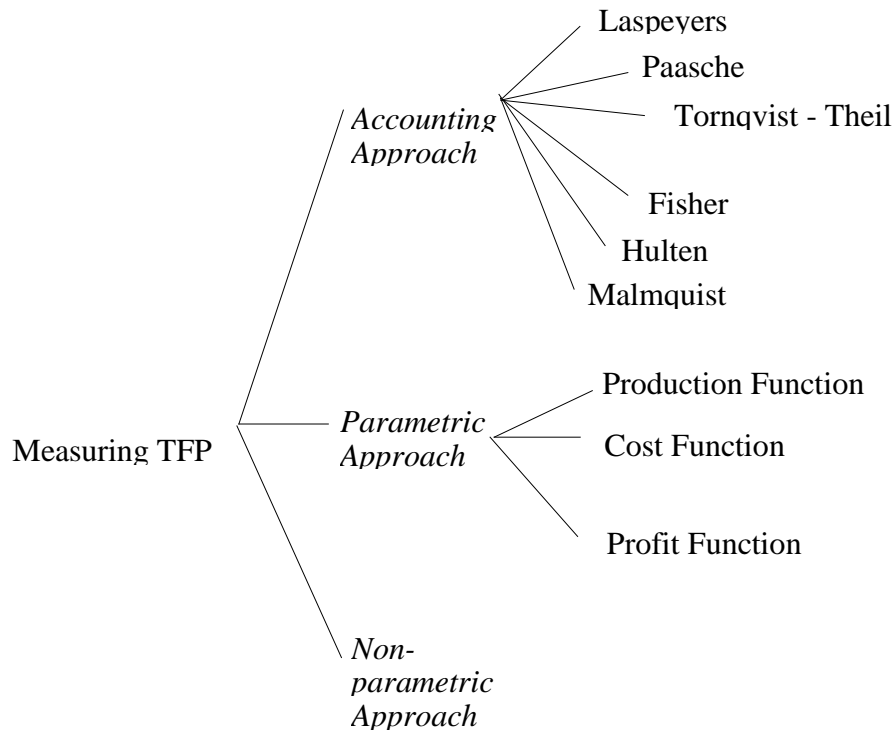 Measuring TFP
Accounting
Approach
Laspeyers
Paasche
Tornqvist - Theil
Fisher
Hulten
Malmquist
Parametric
Approach
Production Function
Cost Function
Profit Function
Non-
parametric
Approach